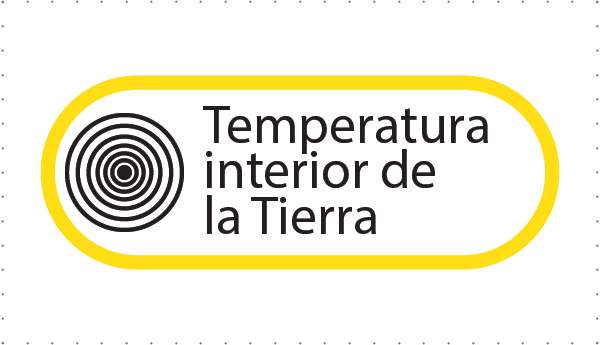 Temperatura
interior de
la Tierra